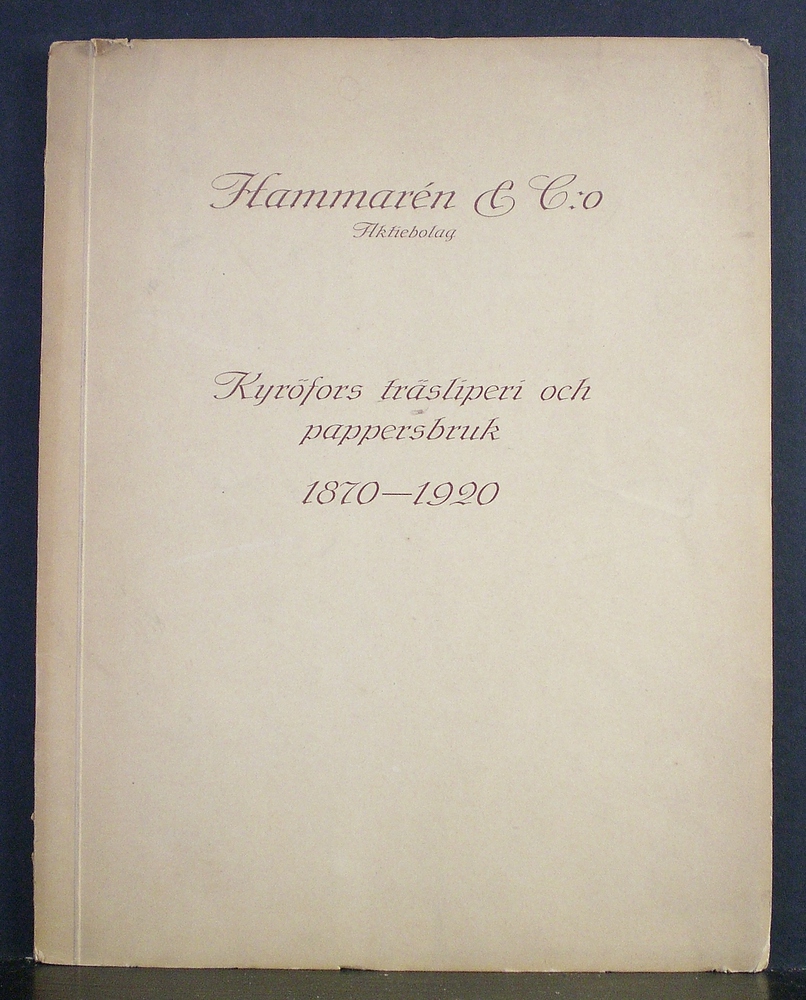 Hammarén & C:o
Aktiebolag
Kyröfors träsliperi och
pappersbruk
1870—1920